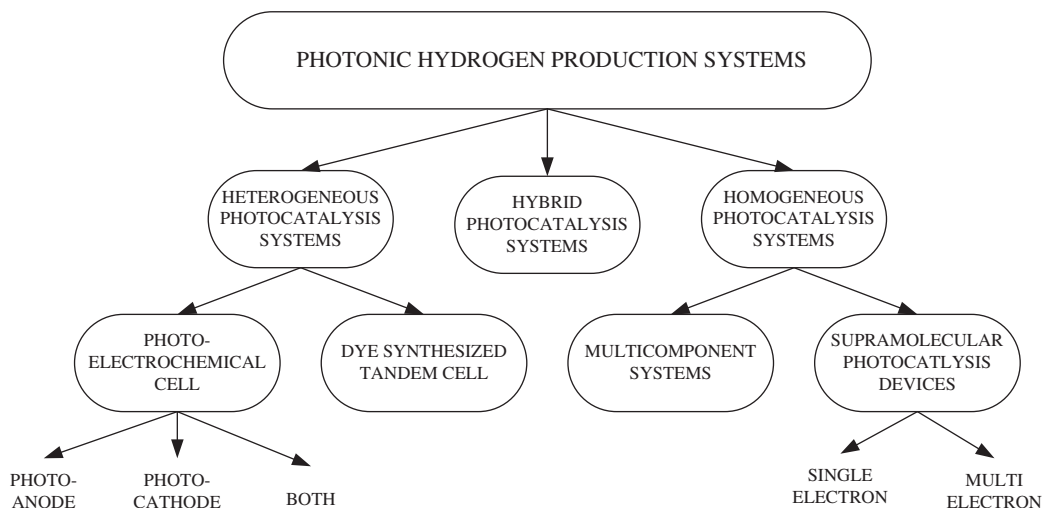 PHOTONIC HYDROGEN PRODUCTION SYSTEMS
HETEROGENEOUS
PHOTOCATALYSIS
SYSTEMS
HYBRID
PHOTOCATALYSIS
SYSTEMS
HOMOGENEOUS
PHOTOCATALYSIS
SYSTEMS
PHOTO-
ELECTROCHEMICAL
CELL
DYE SYNTHESIZED
TANDEM CELL
MULTICOMPONENT
SYSTEMS
SUPRAMOLECULAR
PHOTOCATLYSIS
DEVICES
PHOTO-
ANODE
PHOTO-
CATHODE
BOTH
SINGLE
ELECTRON
MULTI
ELECTRON